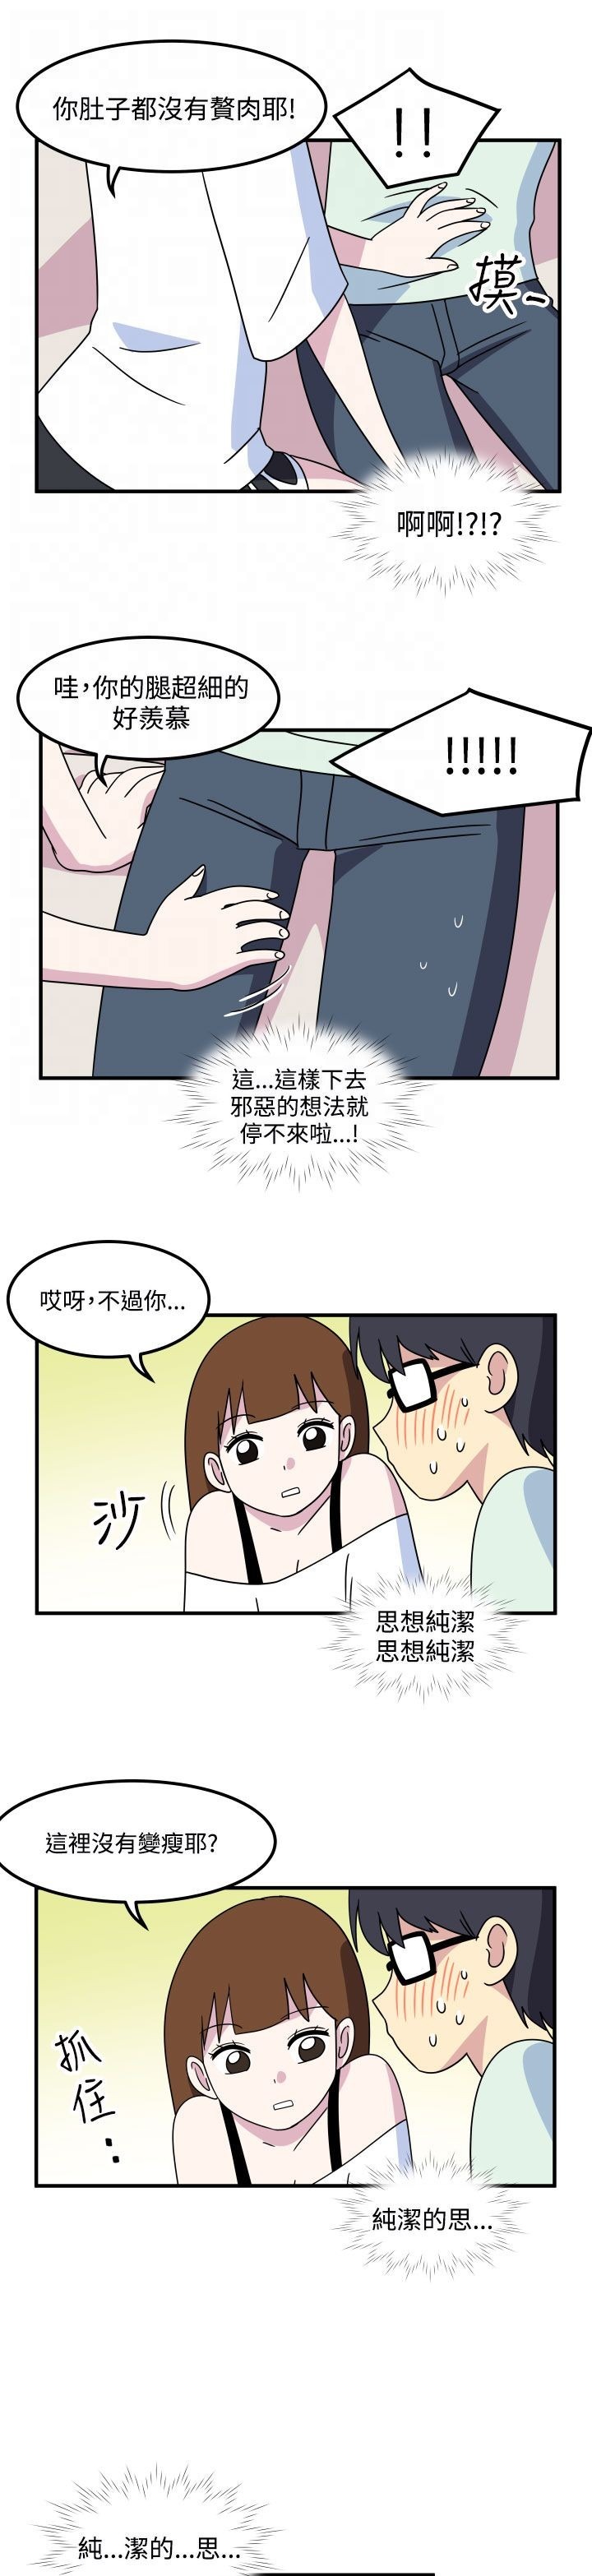 你肚子都沒有贅肉耶!
!!
摸~
啊啊!?!?
哇，你的腿超細的
好羨慕
!!!!!
這...這樣下去
邪惡的想法就
停不來啦...!
哎呀，不過你...
沙
思想純潔
思想純潔
這裡沒有變瘦耶?
抓
住
:
純潔的思...
純...潔的...思...